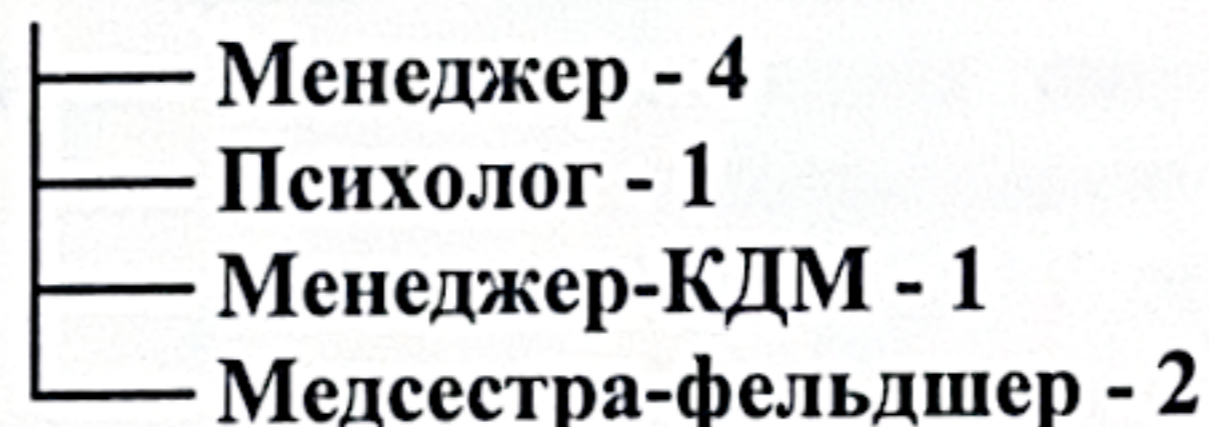 Менеджер - 4
Психолог - 1
Менеджер-КДМ - 1
Медсестра-фельдшер - 2